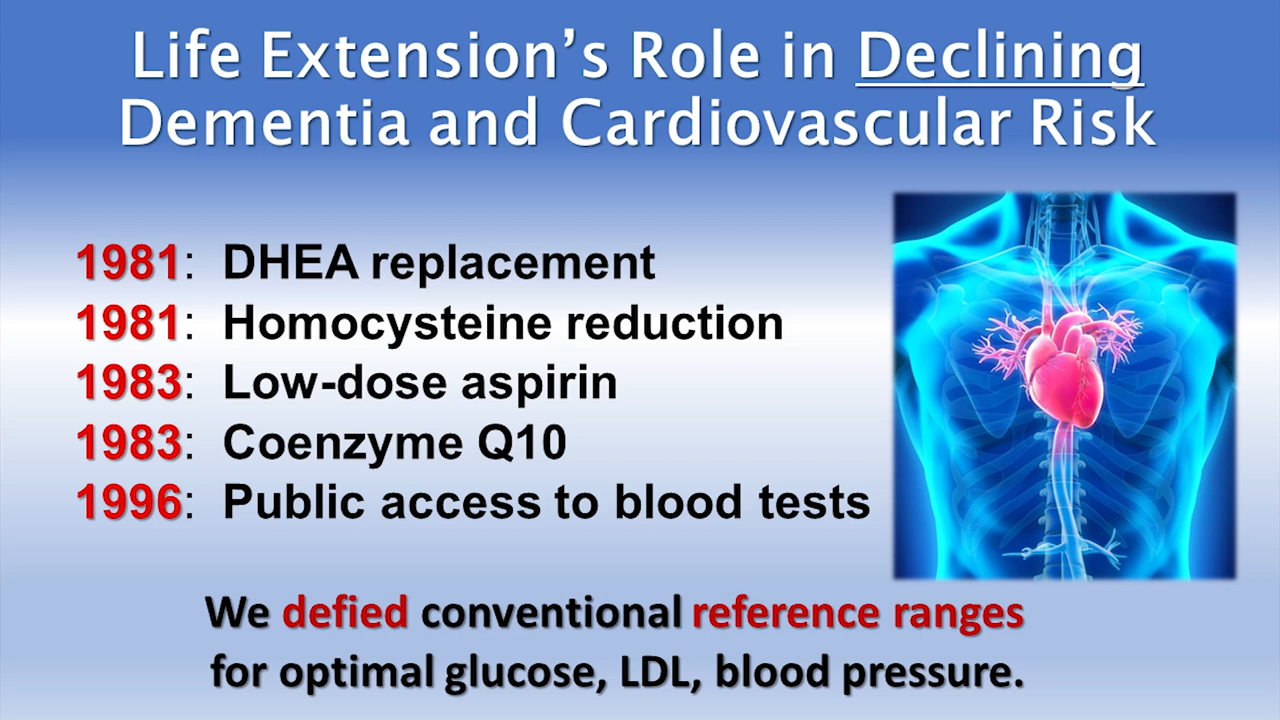 Life Extension’s Role in Declining
Dementia and Cardiovascular Risk
1981: DHEA replacement
1981: Homocysteine reduction
1983: Low-dose aspirin
1983: Coenzyme Q10
1996: Public access to blood tests
We defied conventional reference ranges
for optimal glucose, LDL, blood pressure.